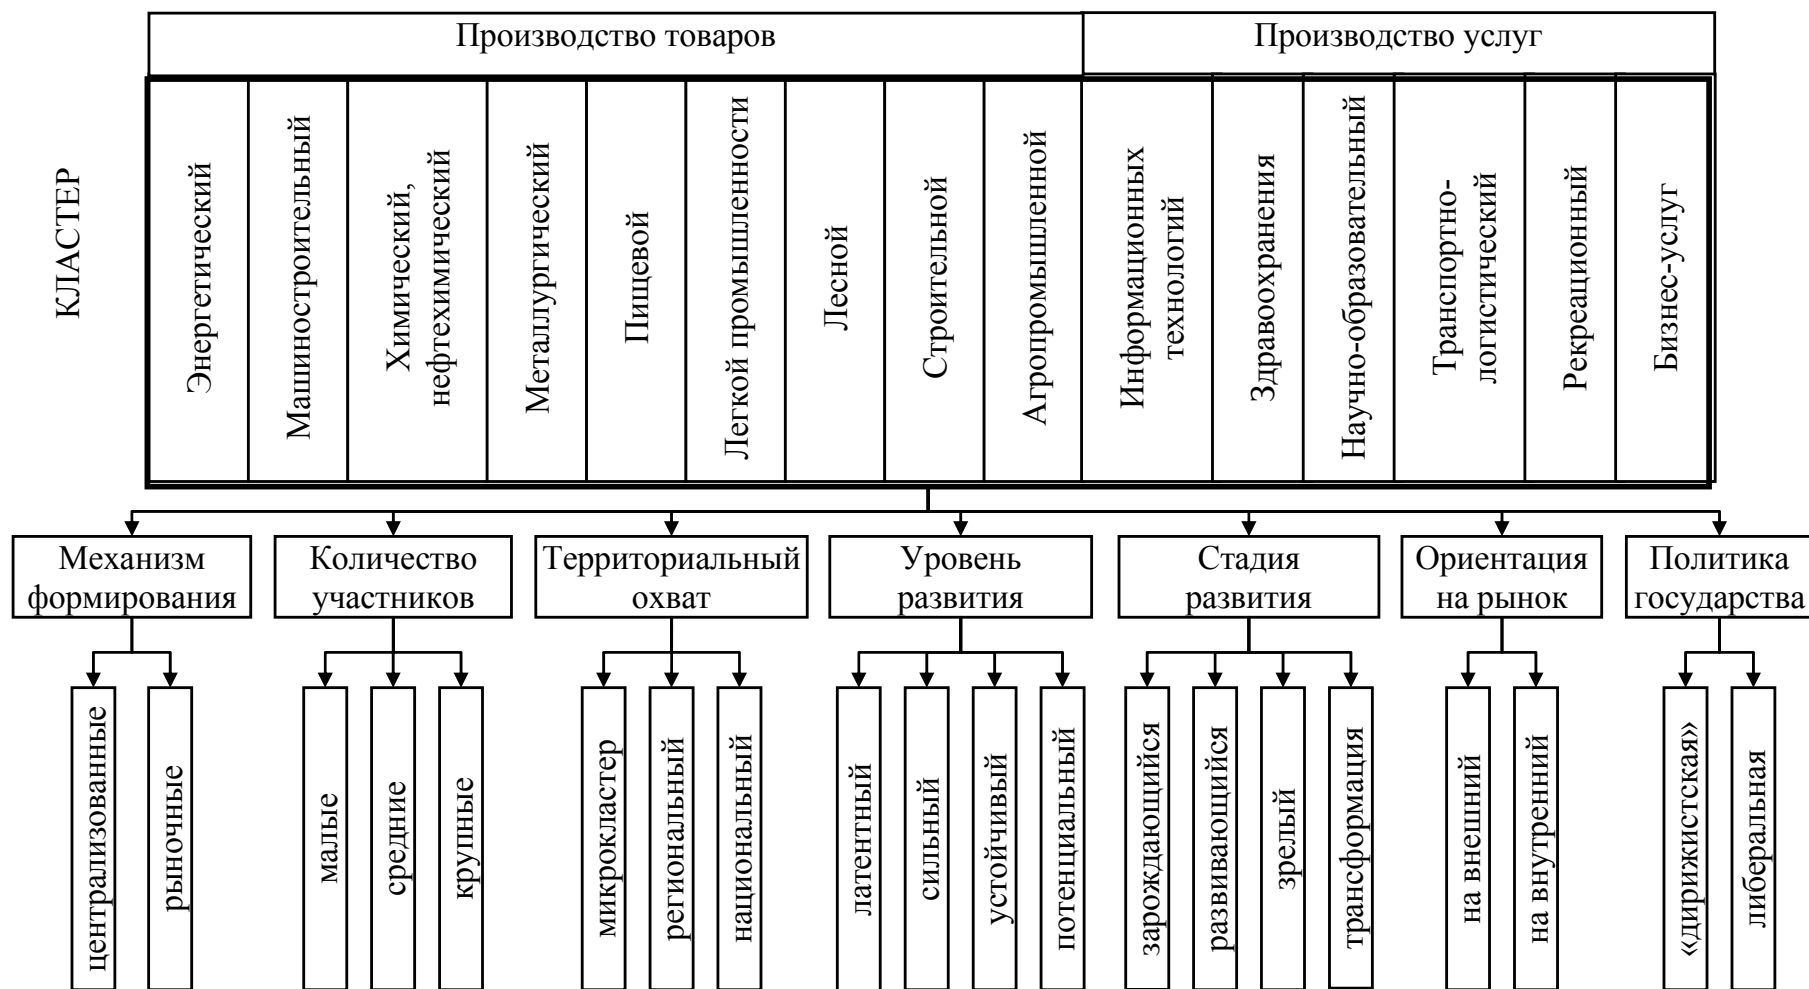 Производство товаров
Производство услуг
КЛАСТЕР
Энергетический
Машиностроительный
Химический,
нефтехимический
Металлургический
Пищевой
Легкой промышленности
Лесной
Строительной
Агропромышленной
Информационных
технологий
Здравоохранения
Научно-образовательный
Транспортно-
логистический
Рекреационный
Бизнес-услуг
Механизм
формирования
Количество
участников
Территориальный
охват
Уровень
развития
Стадия
развития
Ориентация
на рынок
Политика
государства
централизованные
рыночные
малые
средние
крупные
микрокластер
региональный
национальный
латентный
сильный
устойчивый
потенциальный
зарождающийся
развивающийся
зрелый
трансформация
на внешний
на внутренний
«дирижистская»
либеральная